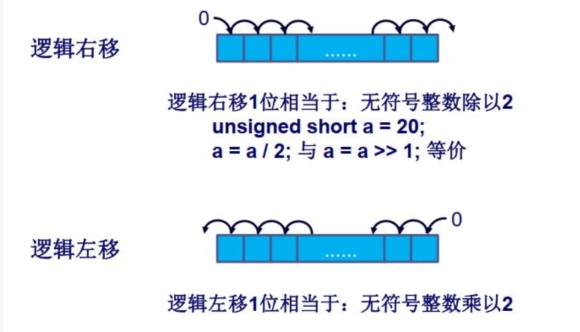 0
逻辑右移
......
逻辑右移1位相当于：无符号整数除以2
unsigned short a = 20;
a = a / 2; 与 a = a >> 1; 等价
0
逻辑左移
......
逻辑左移1位相当于：无符号整数乘以2